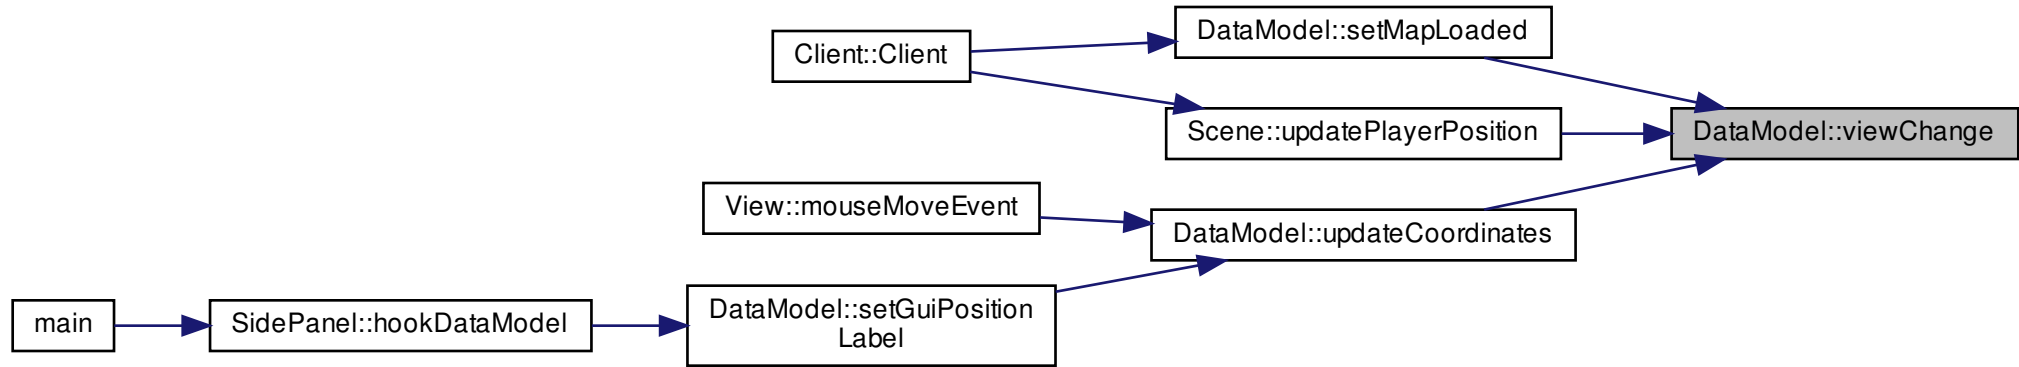 DataModel::setMapLoaded
Client::Client
Scene::updatePlayerPosition
DataModel::viewChange
View::mouseMoveEvent
DataModel::updateCoordinates
DataModel::setGuiPosition
Label
SidePanel::hookDataModel
main